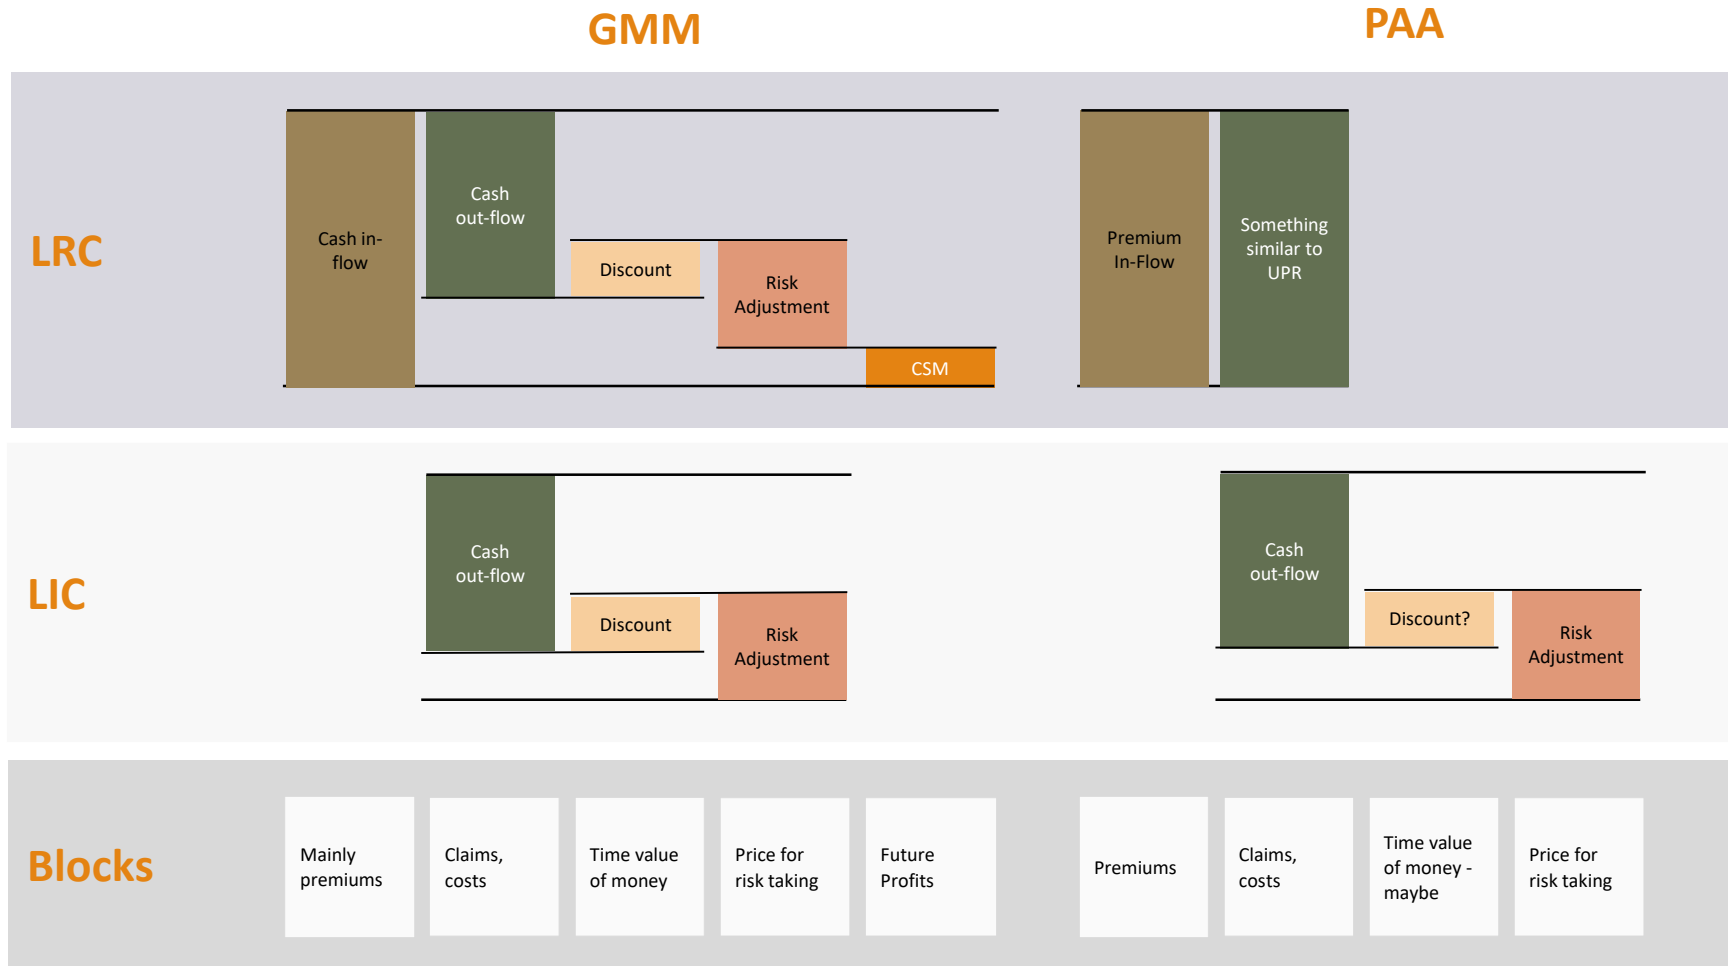 GMM
PAA
LRC
Cash in-
flow
Cash
out-flow
Discount
Risk
Adjustment
CSM
Premium
In-Flow
Something
similar to
UPR
LIC
Cash
out-flow
Discount
Risk
Adjustment
Cash
out-flow
Discount?
Risk
Adjustment
Blocks
Mainly
premiums
Claims,
costs
Time value
of money
Price for
risk taking
Future
Profits
Premiums
Claims,
costs
Time value
of money -
maybe
Price for
risk taking